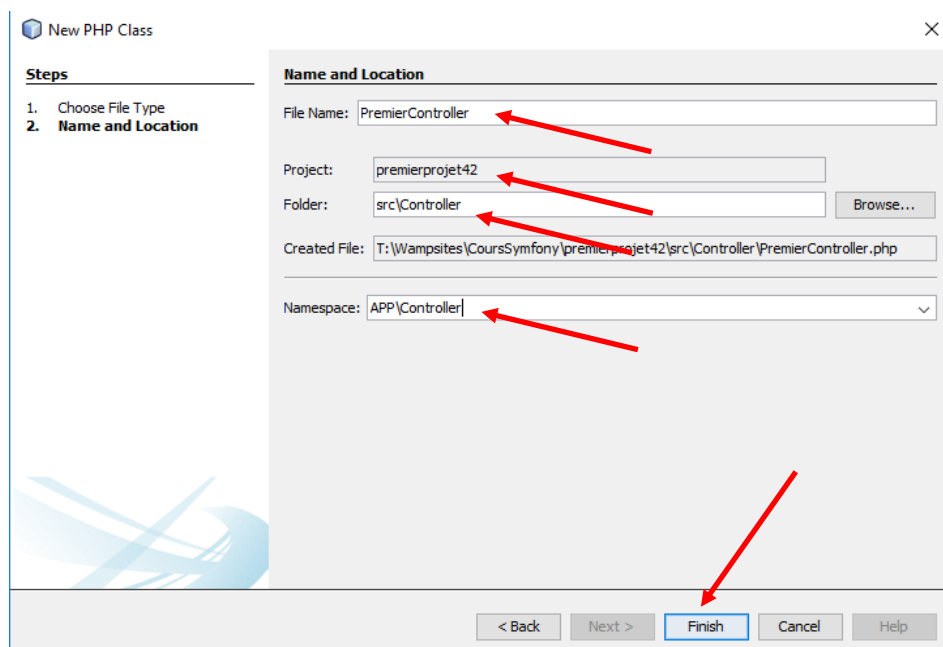 New PHP Class
Steps
1. Choose File Type
2. Name and Location
Name and Location
File Name: PremierController
Project: premierprojet42
Folder: src\Controller Browse...
Created File: T:\Wampsites\CoursSymfony\premierprojet42\src\Controller\PremierController.php
Namespace: APP\Controller
< Back Next > Finish Cancel Help